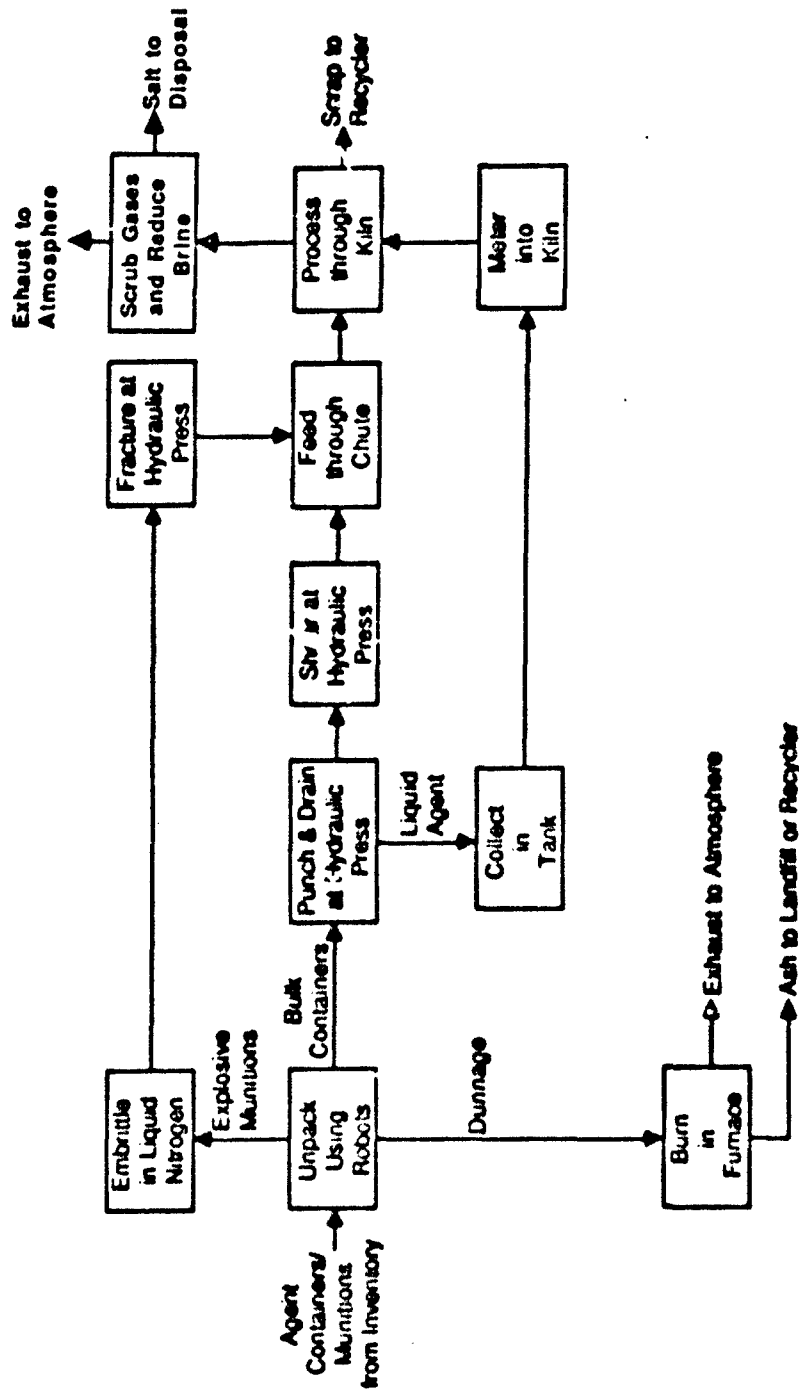 Exhaust to
Atmosphere
Embrittle
in Liquid
Nitrogen
Fracture at
Hydraulic
Press
Scrub Gases
and Reduce
Brine
Salt to
Disposal
Explosive
Munitions
Agent
Containers/
Munitions
from Inventory
Unpack
Using
Robots
Bulk
Containers
Punch & Drain
at Hydraulic
Press
at
Hydraulic
Press
Feed
through
Chute
Process
through
Kiln
Scrap to
Recycler
Liquid
Agent
Dunnage
Collect
in
Tank
Meter
into
Kiln
Burn
in
Furnace
Exhaust to Atmosphere
Ash to Landfill or Recycler